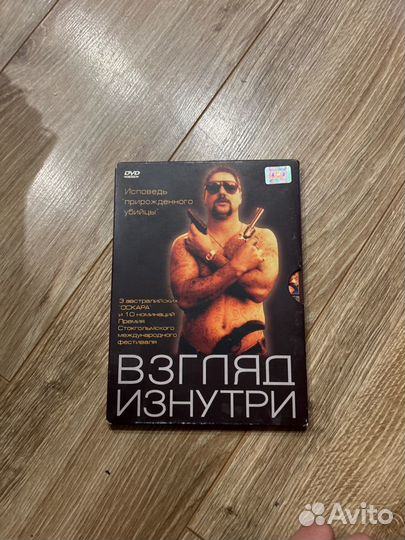 DVD
Исповедь
"прирожденного
убийцы"
3 австралийских
"ОСКАРА"
и 10 номинаций
Премия
Стокгольмского
международного
фестиваля
ВЗГЛЯД
ИЗНУТРИ
Avito